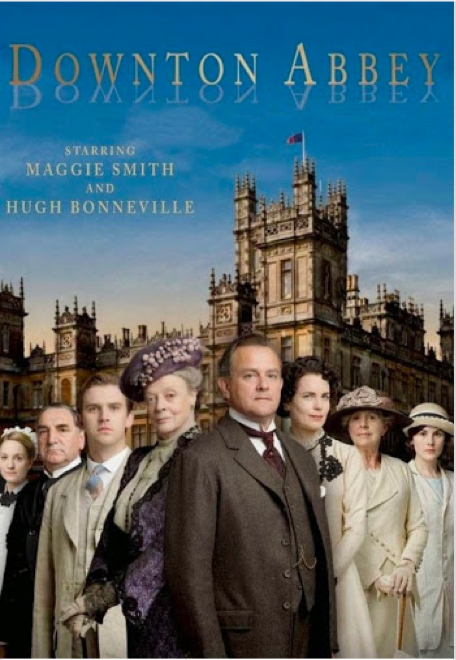 DOWNTON ABBEY
STARRING
MAGGIE SMITH
AND
HUGH BONNEVILLE